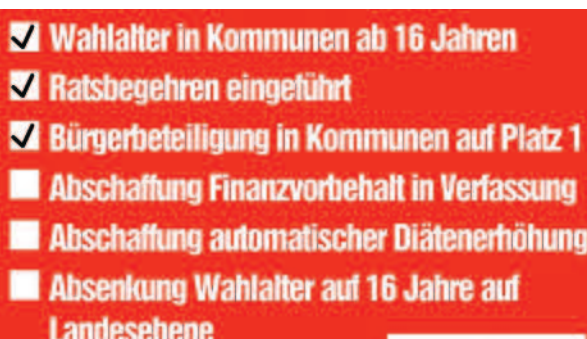 Wahlalter in Kommunen ab 16 Jahren
Ratsbegehren eingeführt
Bürgerbeteiligung in Kommunen auf Platz 1
Abschaffung Finanzvorbehalt in Verfassung
Abschaffung automatischer Diätenerhöhung
Absenkung Wahlalter auf 16 Jahre auf
Landesebene